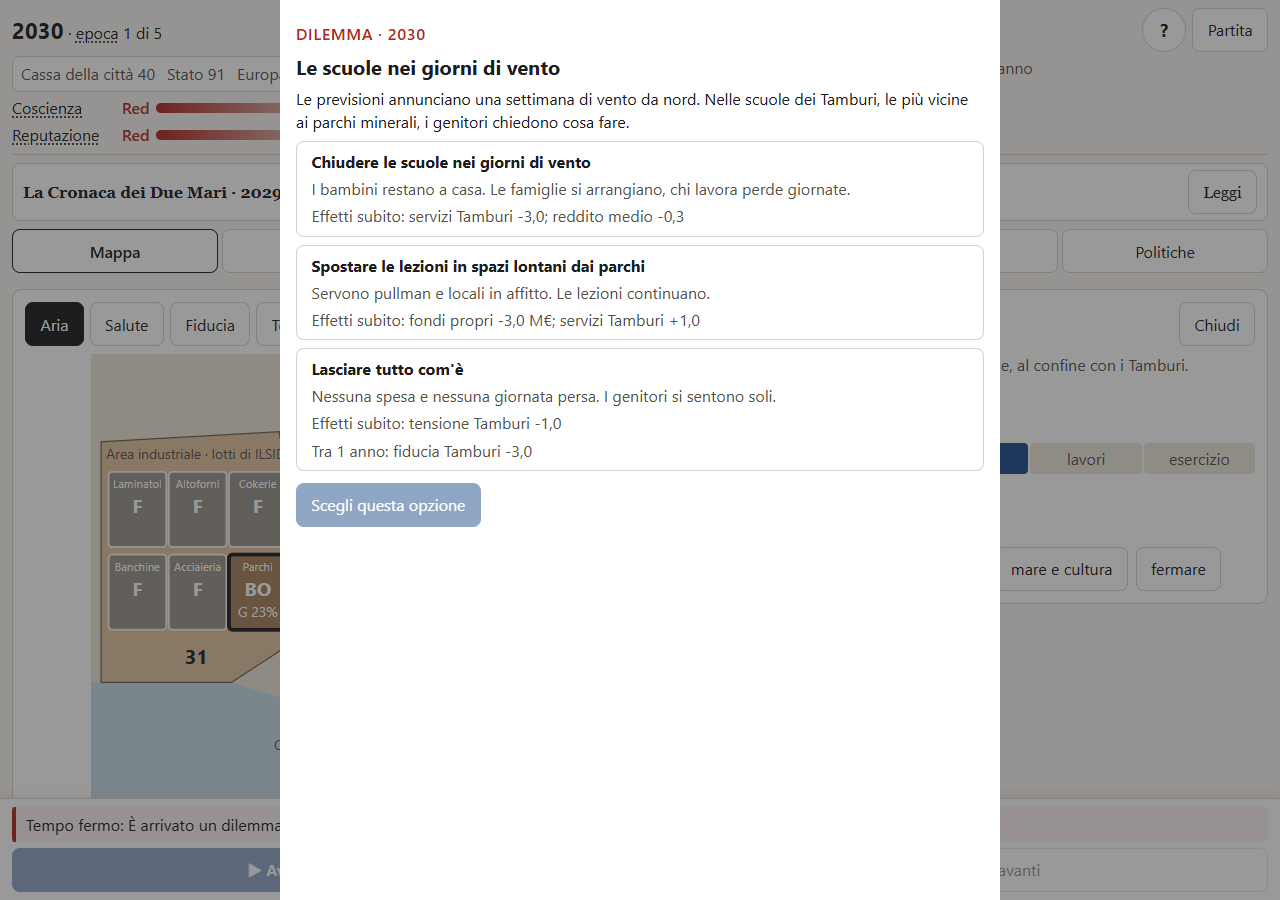 2030 · epoca 1 di 5
?
Partita
Cassa della città 40 Stato 91 Europa
anno
Coscienza Red
Reputazione Red
La Cronaca dei Due Mari · 2029
Leggi
Mappa
Politiche
Aria
Salute
Fiducia
Chiudi
e, al confine con i Tamburi.
Area industriale · lotti di ILSID
lavori
esercizio
Laminatoi
F
Altoforni
F
Cokerie
F
Banchine
F
Acciaieria
F
Parchi
BO
G 23%
mare e cultura
fermare
31
Tempo fermo: È arrivato un dilemma
avanti
DILEMMA · 2030
Le scuole nei giorni di vento
Le previsioni annunciano una settimana di vento da nord. Nelle scuole dei Tamburi, le più vicine
ai parchi minerali, i genitori chiedono cosa fare.
Chiudere le scuole nei giorni di vento
I bambini restano a casa. Le famiglie si arrangiano, chi lavora perde giornate.
Effetti subito: servizi Tamburi -3,0; reddito medio -0,3
Spostare le lezioni in spazi lontani dai parchi
Servono pullman e locali in affitto. Le lezioni continuano.
Effetti subito: fondi propri -3,0 M€; servizi Tamburi +1,0
Lasciare tutto com'è
Nessuna spesa e nessuna giornata persa. I genitori si sentono soli.
Effetti subito: tensione Tamburi -1,0
Tra 1 anno: fiducia Tamburi -3,0
Scegli questa opzione